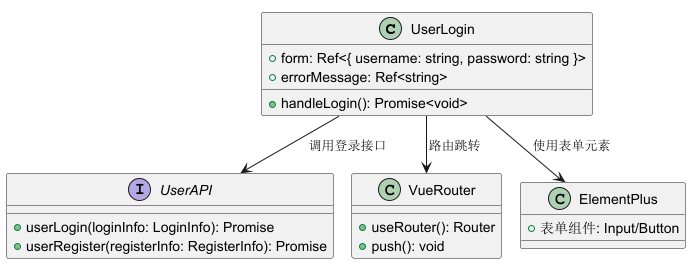 C UserLogin
form: Ref<{ username: string, password: string }>
errorMessage: Ref<string>
handleLogin(): Promise<void>
调用登录接口
路由跳转
使用表单元素
I UserAPI
userLogin(loginInfo: LoginInfo): Promise
userRegister(registerInfo: RegisterInfo): Promise
C VueRouter
useRouter(): Router
push(): void
C ElementPlus
表单组件: Input/Button